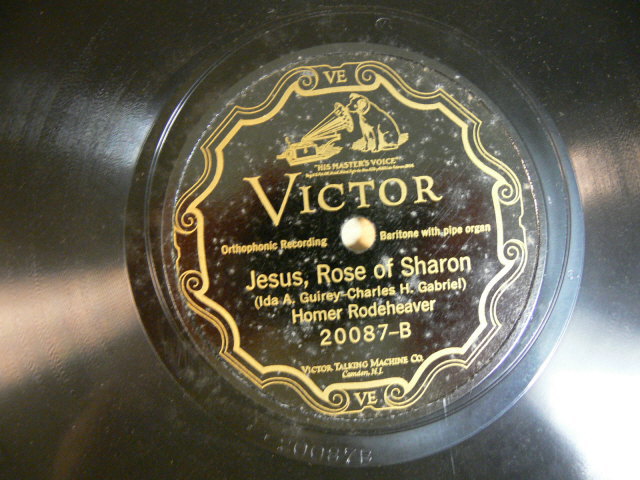 VE
"HIS MASTER'S VOICE"
VICTOR
Orthophonic Recording
Baritone with pipe organ
Jesus, Rose of Sharon
(Ida A. Guirey-Charles H. Gabriel)
Homer Rodeheaver
20087-B
VICTOR TALKING MACHINE CO.
Camden, N.J.
VE
20087B